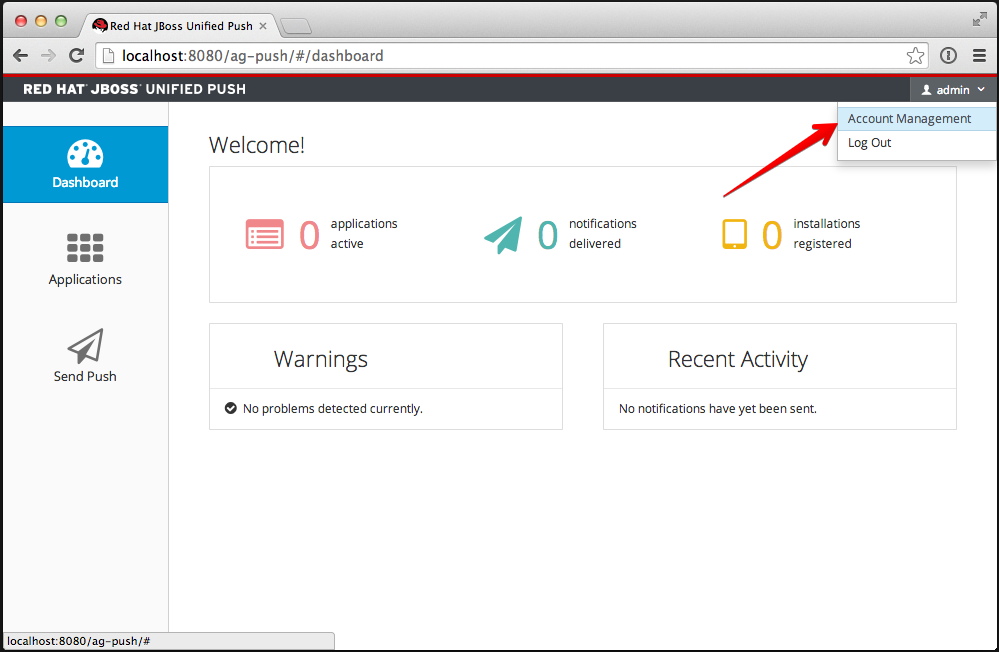 Red Hat JBoss Unified Push
localhost:8080/ag-push/#/dashboard
RED HAT JBOSS UNIFIED PUSH
admin
Account Management
Log Out
Dashboard
Applications
Send Push
Welcome!
0 applications active
0 notifications delivered
0 installations registered
Warnings
No problems detected currently.
Recent Activity
No notifications have yet been sent.
localhost:8080/ag-push/#